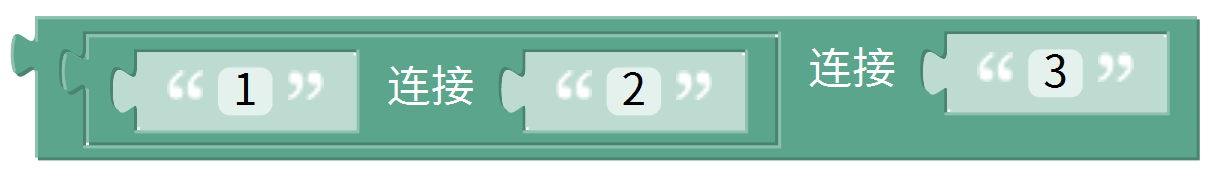 “ 1 ” 连接 “ 2 ” 连接 “ 3 ”